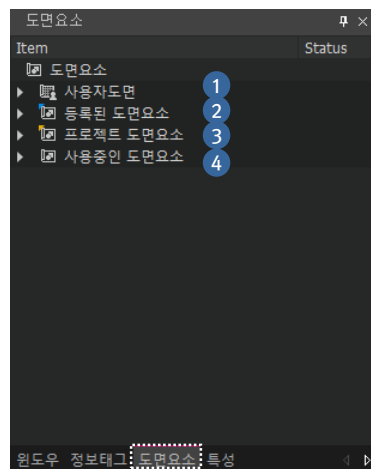 도면요소
Item Status
도면요소
사용자도면 1
등록된 도면요소 2
프로젝트 도면요소 3
사용중인 도면요소 4
윈도우 정보태그 도면요소 특성